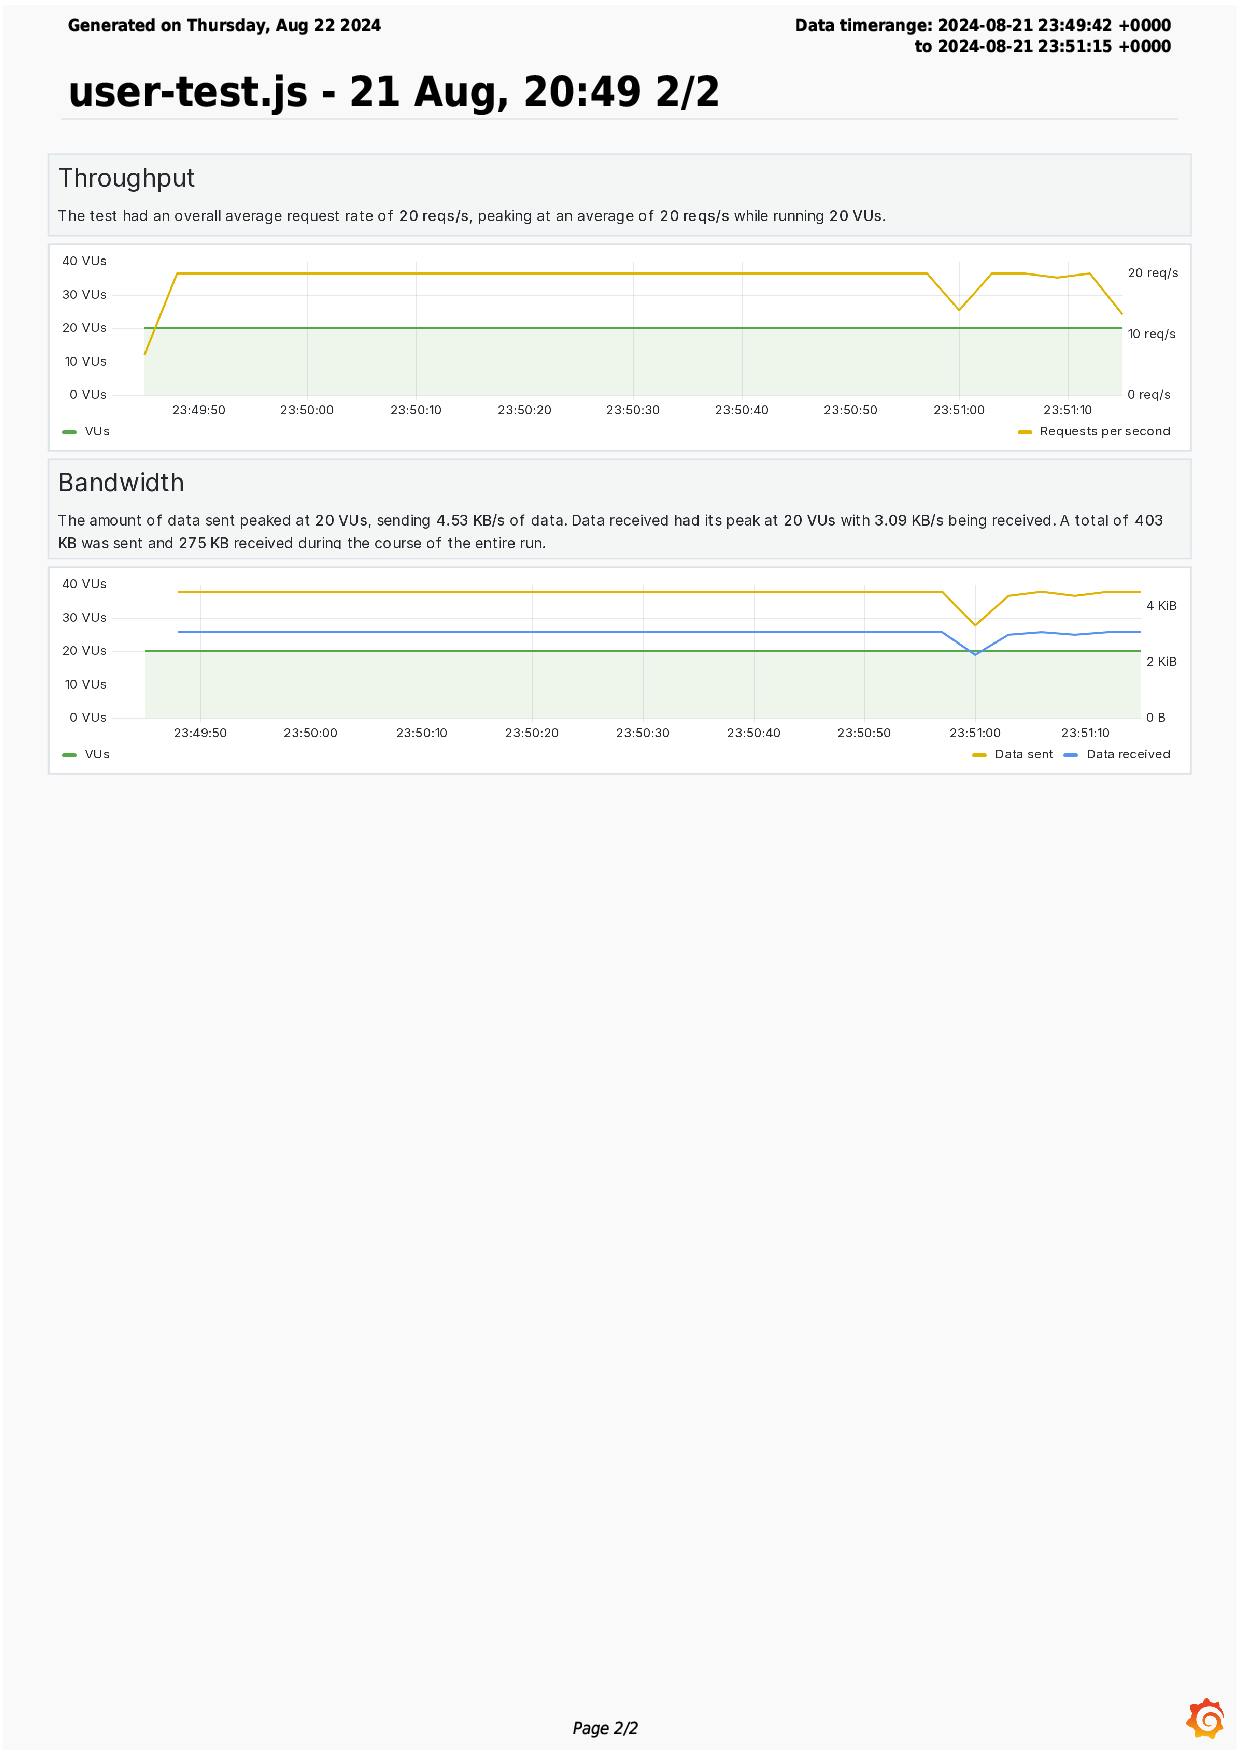 Generated on Thursday, Aug 22 2024
Data timerange: 2024-08-21 23:49:42 +0000
to 2024-08-21 23:51:15 +0000
user-test.js - 21 Aug, 20:49 2/2
Throughput
The test had an overall average request rate of 20 reqs/s, peaking at an average of 20 reqs/s while running 20 VUs.
40 VUs
30 VUs
20 VUs
10 VUs
0 VUs
20 req/s
10 req/s
0 req/s
23:49:50 23:50:00 23:50:10 23:50:20 23:50:30 23:50:40 23:50:50 23:51:00 23:51:10
VUs
Requests per second
Bandwidth
The amount of data sent peaked at 20 VUs, sending 4.53 KB/s of data. Data received had its peak at 20 VUs with 3.09 KB/s being received. A total of 403
KB was sent and 275 KB received during the course of the entire run.
40 VUs
30 VUs
20 VUs
10 VUs
0 VUs
4 KiB
2 KiB
0 B
23:49:50 23:50:00 23:50:10 23:50:20 23:50:30 23:50:40 23:50:50 23:51:00 23:51:10
VUs
Data sent Data received
Page 2/2